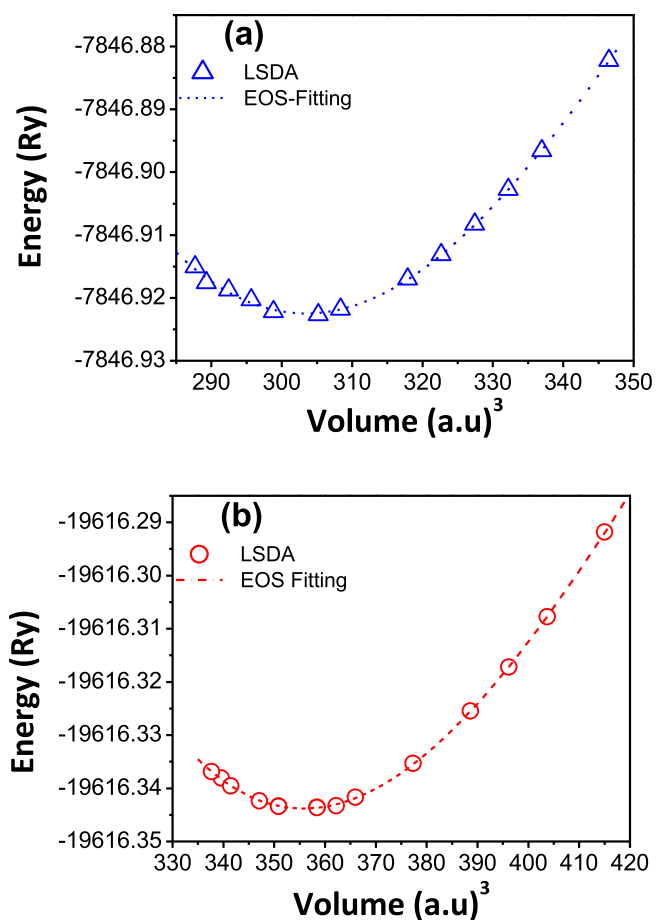 (a)
LSDA
EOS-Fitting
-7846.88
-7846.89
-7846.90
-7846.91
-7846.92
-7846.93
Energy (Ry)
290 300 310 320 330 340 350
Volume (a.u)³
(b)
LSDA
EOS Fitting
-19616.29
-19616.30
-19616.31
-19616.32
-19616.33
-19616.34
-19616.35
Energy (Ry)
330 340 350 360 370 380 390 400 410 420
Volume (a.u)³